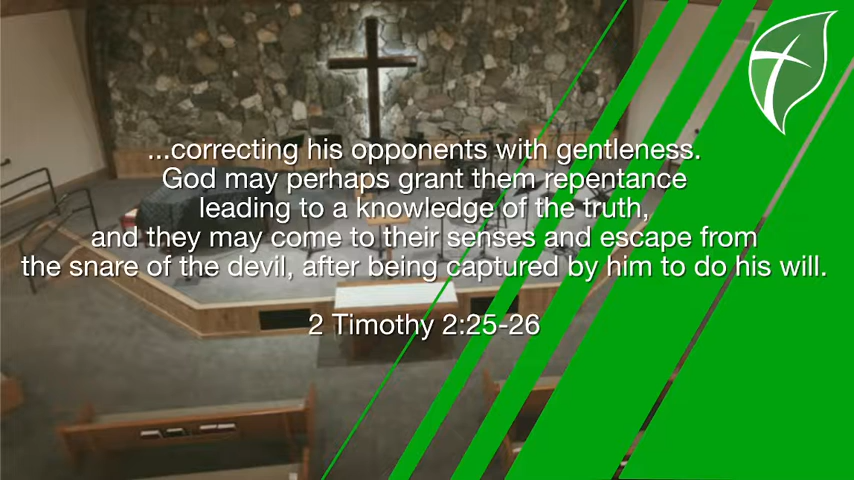 ...correcting his opponents with gentleness.
God may perhaps grant them repentance
leading to a knowledge of the truth,
and they may come to their senses and escape from
the snare of the devil, after being captured by him to do his will.
2 Timothy 2:25-26